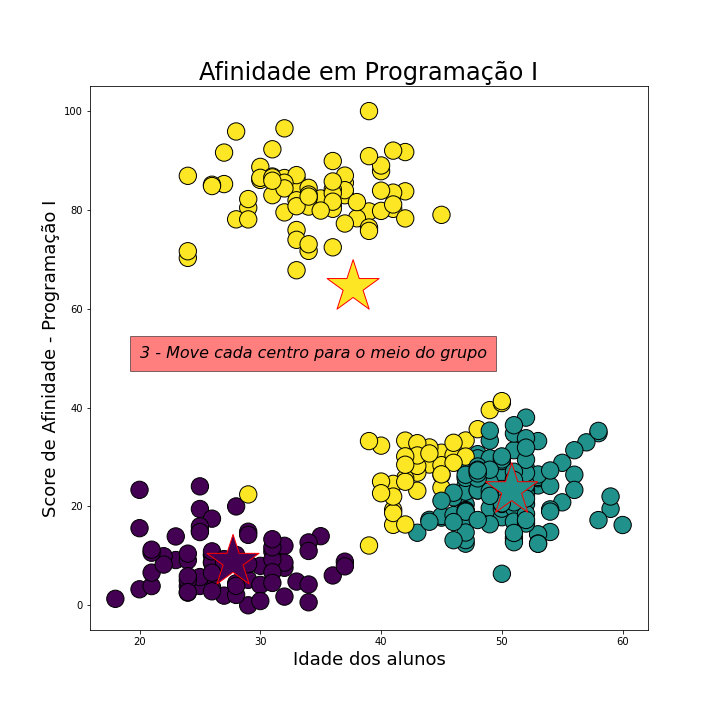 Afinidade em Programação I
Score de Afinidade - Programação I
100
80
60
40
20
0
3 - Move cada centro para o meio do grupo
20
30
40
50
60
Idade dos alunos